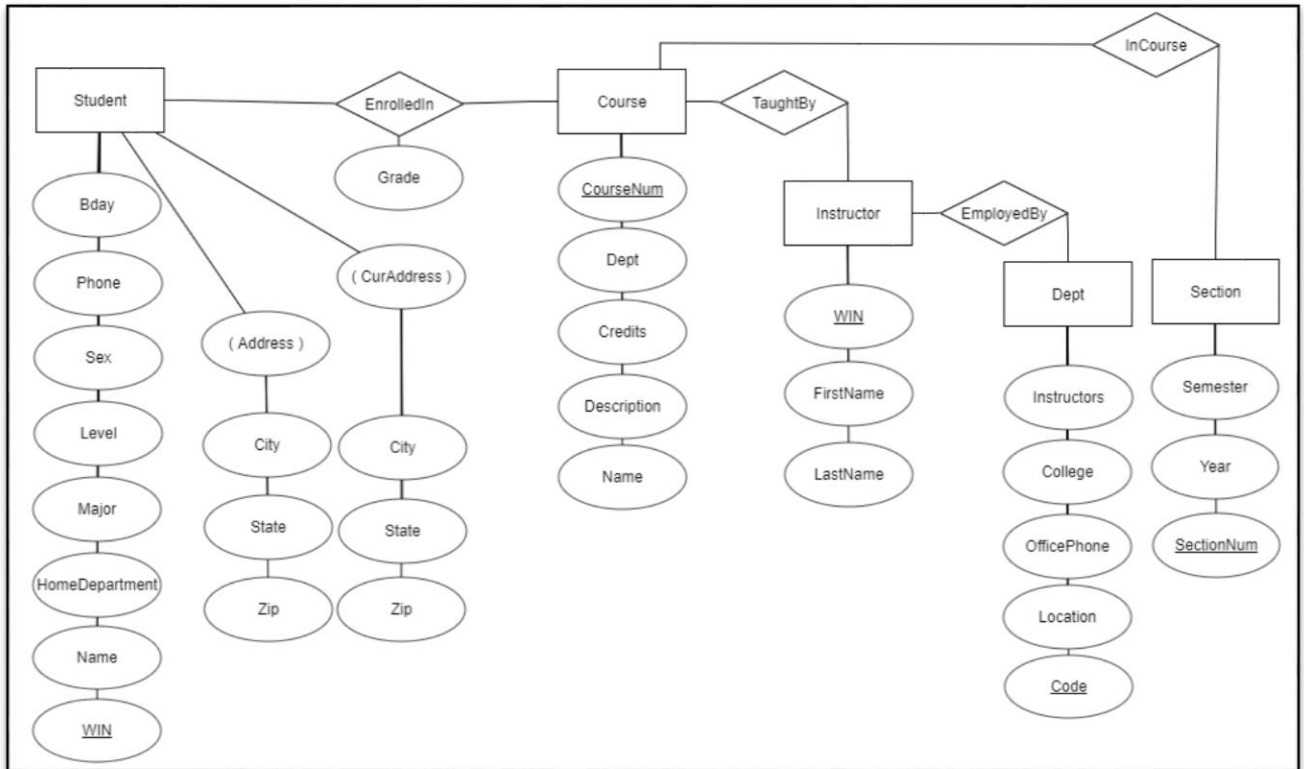 InCourse
Student
EnrolledIn
Course
TaughtBy
Grade
Bday
Phone
Sex
Level
Major
HomeDepartment
Name
WIN
( Address )
City
State
Zip
( CurAddress )
City
State
Zip
CourseNum
Dept
Credits
Description
Name
Instructor
EmployedBy
WIN
FirstName
LastName
Dept
Instructors
College
OfficePhone
Location
Code
Section
Semester
Year
SectionNum